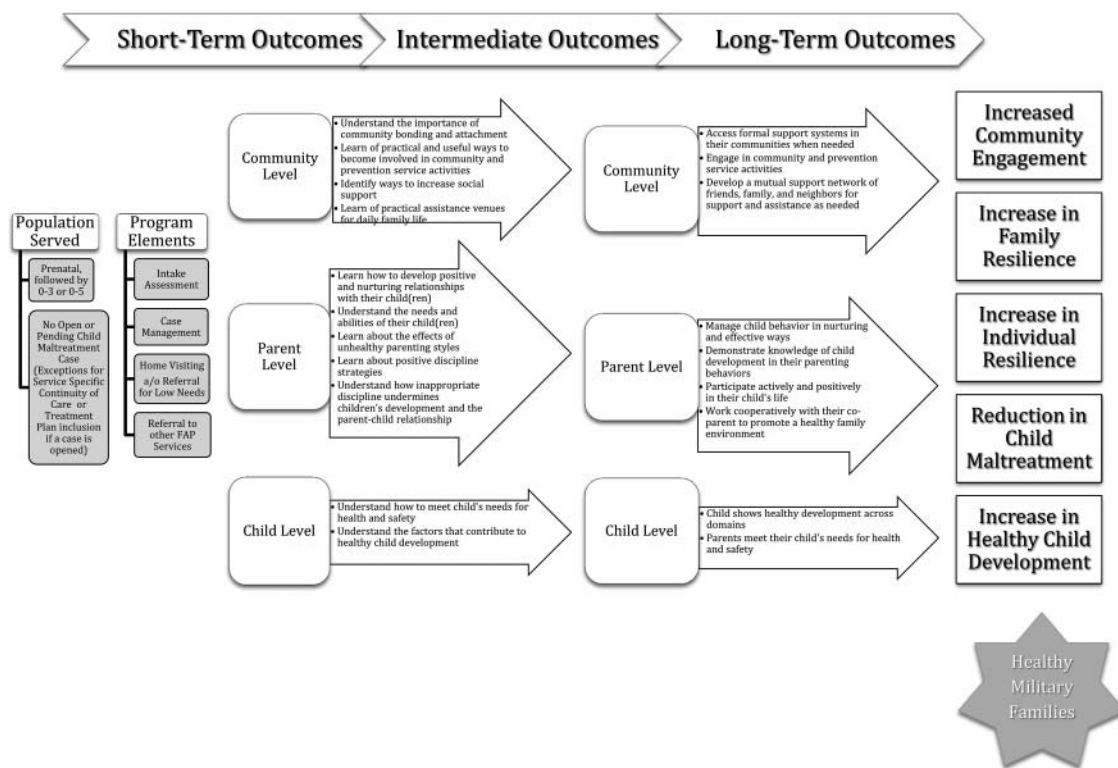 Short-Term Outcomes
Intermediate Outcomes
Long-Term Outcomes
Population
Served
Prenatal,
followed by
0-3 or 0-5
No Open or
Pending Child
Maltreatment
Case
(Exceptions for
Service Specific
Continuity of
Care or
Treatment
Plan inclusion
if a case is
opened)
Program
Elements
Intake
Assessment
Case
Management
Home Visiting
a/o Referral for
Low Needs
Referral to
other FAP
Services
Community
Level
• Understand the importance of
community bonding and attachment
• Learn of practical and useful ways to
become involved in community and
prevention service activities
• Identify ways to increase social
support
• Learn of practical assistance venues
for daily family life
Parent
Level
• Learn how to develop positive
and nurturing relationships
with their child(ren)
• Understand the needs and
abilities of their child(ren)
• Learn about the effects of
unhealthy parenting styles
• Learn about positive discipline
strategies
• Understand how inappropriate
discipline undermines
children's development and the
parent-child relationship
Child Level
• Understand how to meet child's needs for
health and safety
• Understand the factors that contribute to
healthy child development
Community
Level
• Access formal support systems in
their communities when needed
• Engage in community and prevention
service activities
• Develop a mutual support network of
friends, family, and neighbors for
support and assistance as needed
Parent Level
• Manage child behavior in nurturing
and effective ways
• Demonstrate knowledge of child
development in their parenting
behaviors
• Participate actively and positively
in their child's life
• Work cooperatively with their co-
parent to promote a healthy family
environment
Child Level
• Child shows healthy development across
domains
• Parents meet their child's needs for health
and safety
Increased
Community
Engagement
Increase in
Family
Resilience
Increase in
Individual
Resilience
Reduction in
Child
Maltreatment
Increase in
Healthy Child
Development
Healthy
Military
Families